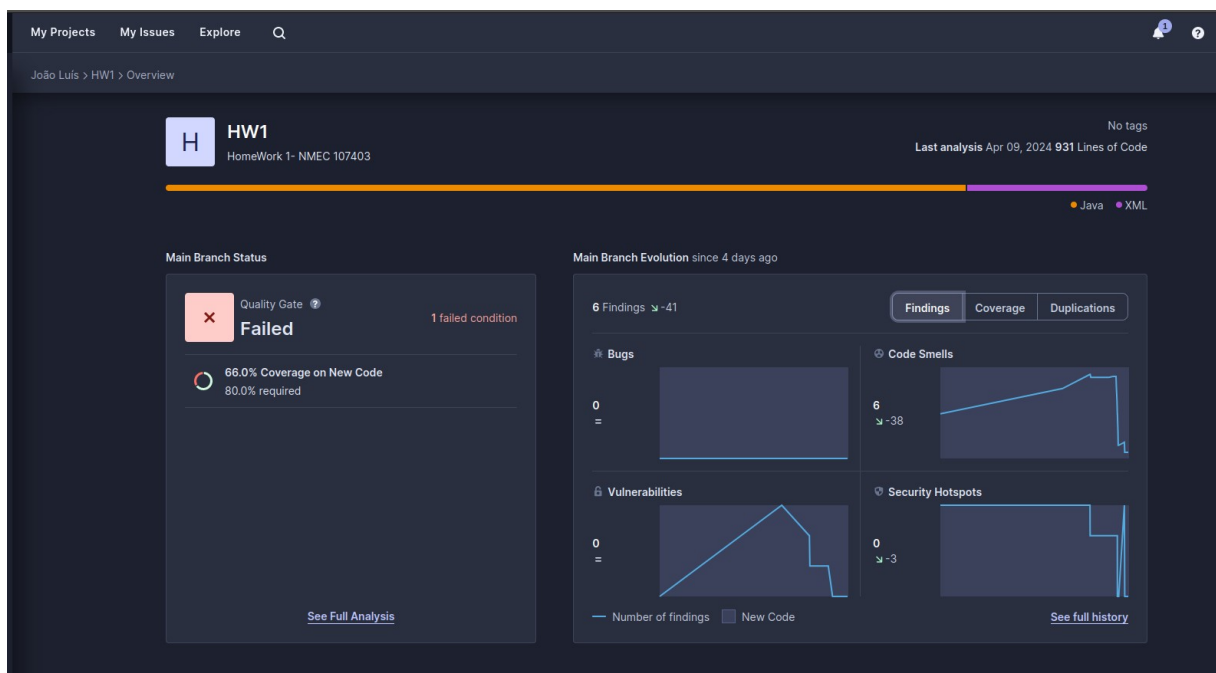 My Projects My Issues Explore
1
?
João Luís > HW1 > Overview
H
HW1
HomeWork 1- NMEC 107403
No tags
Last analysis Apr 09, 2024 931 Lines of Code
Java XML
Main Branch Status
Quality Gate ?
Failed
1 failed condition
66.0% Coverage on New Code
80.0% required
See Full Analysis
Main Branch Evolution since 4 days ago
6 Findings -41
Findings Coverage Duplications
Bugs
0
=
Code Smells
6
-38
Vulnerabilities
0
=
Security Hotspots
0
-3
Number of findings New Code
See full history